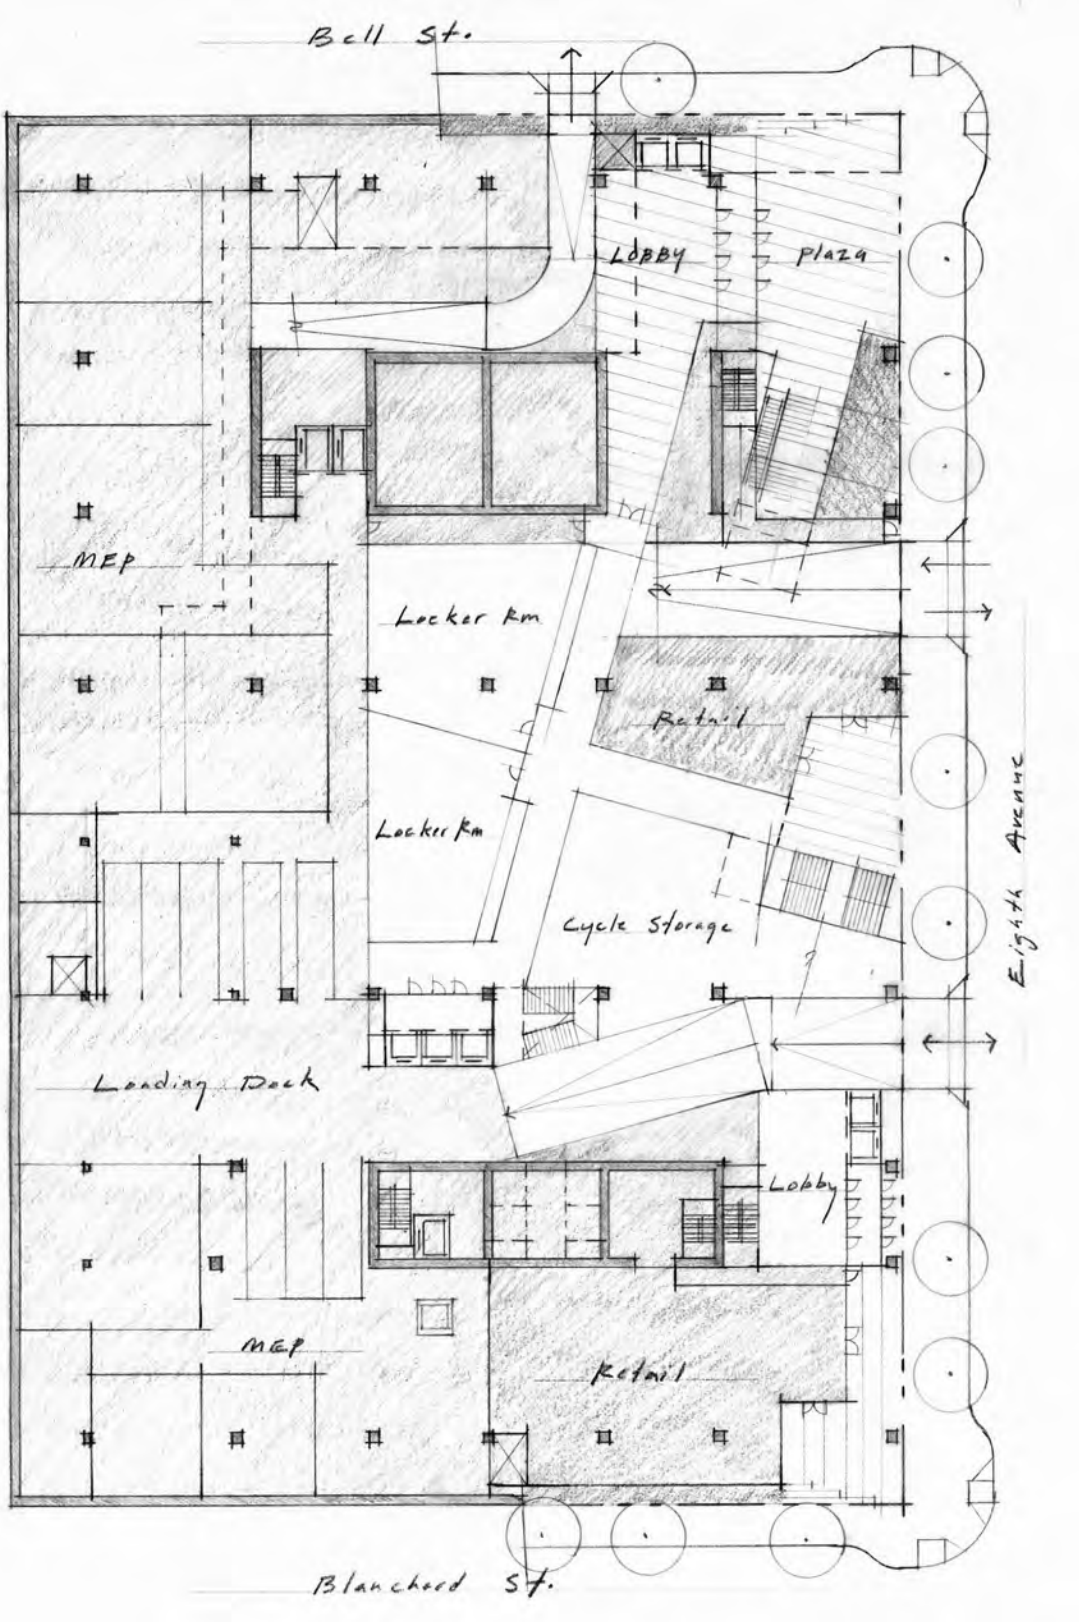 Bell St.
LOBBY
Plaza
MEP
Locker Rm
Retail
Eighth Avenue
Locker Rm
Cycle Storage
Loading Dock
Lobby
MEP
Retail
Blanchard St.